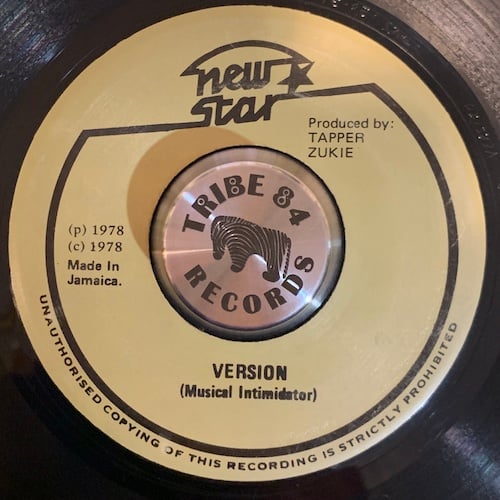 new
star
Produced by:
TAPPER
ZUKIE
TRIBE 84
RECORDS
(p) 1978
(c) 1978
Made In
Jamaica.
VERSION
(Musical Intimidator)
UNAUTHORISED COPYING OF THIS RECORDING IS STRICTLY PROHIBITED